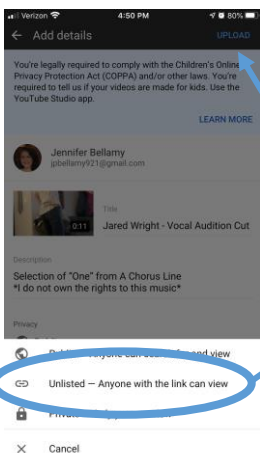 Verizon 4:50 PM 80%
Add details UPLOAD
You're legally required to comply with the Children's Online
Privacy Protection Act (COPPA) and/or other laws. You're
required to tell us if your videos are made for kids. Use the
YouTube Studio app.
LEARN MORE
Jennifer Bellamy
jpbellamy921@gmail.com
Title
0:11 Jared Wright - Vocal Audition Cut
Description
Selection of "One" from A Chorus Line
*I do not own the rights to this music*
Privacy
and view
Unlisted — Anyone with the link can view
Cancel